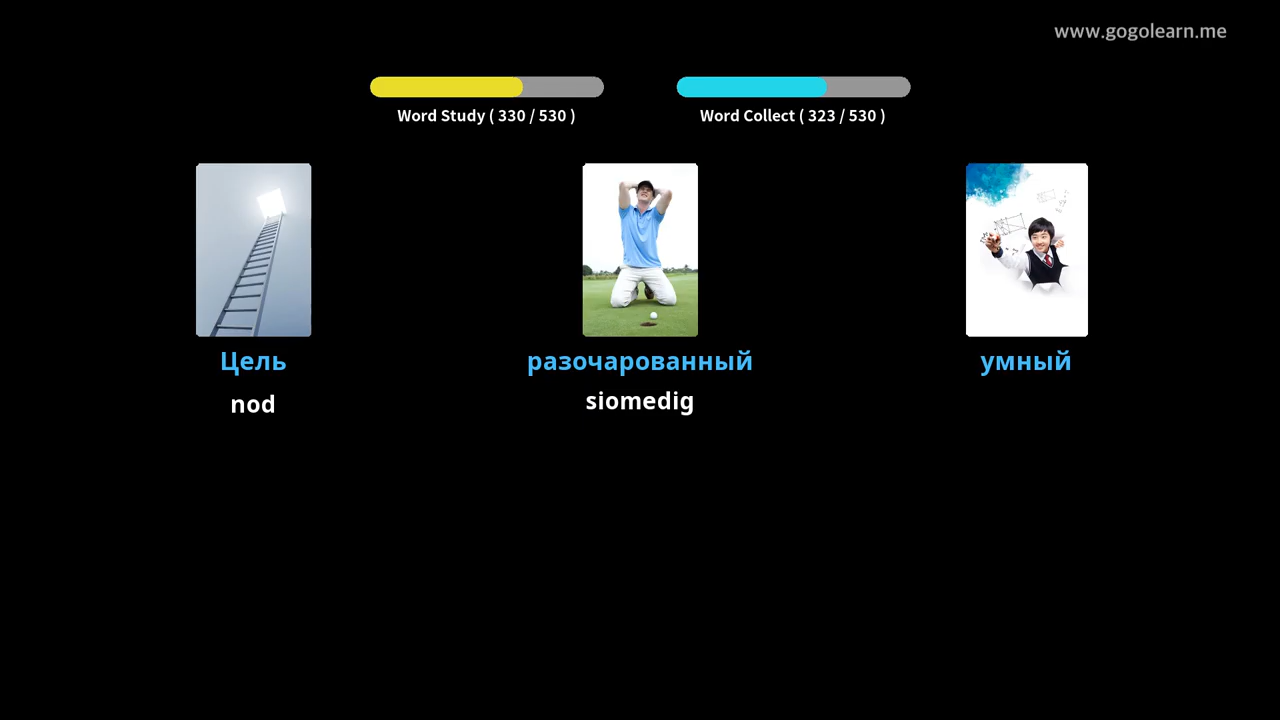 www.gogolearn.me
Word Study ( 330 / 530 )
Word Collect ( 323 / 530 )
Цель
разочарованный
умный
nod
siomedig